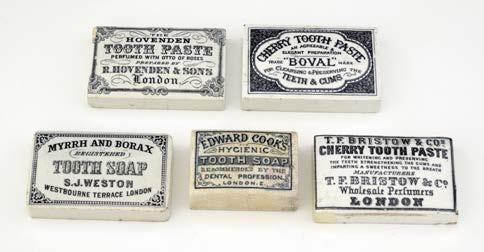 THE
HOVENDEN
TOOTH PASTE
PERFUMED WITH OTTO OF ROSES
PREPARED BY
R. HOVENDEN & SONS
London.
CHERRY TOOTH PASTE
AN AGREEABLE &
ELEGANT PREPARATION
TRADE "BOVAL" MARK
FOR CLEANSING & PRESERVING THE
TEETH & GUMS
MYRRH AND BORAX
(REGISTERED)
TOOTH SOAP
S.J. WESTON
WESTBOURNE TERRACE LONDON
EDWARD COOK'S
HYGIENIC
TOOTH SOAP
RECOMMENDED BY THE
DENTAL PROFESSION
LONDON. E.
T. F. BRISTOW & COS
CHERRY TOOTH PASTE
FOR WHITENING AND PRESERVING
THE TEETH STRENGTHENING THE GUMS AND
IMPARTING A SWEETNESS TO THE BREATH
MANUFACTURERS
T. F. BRISTOW & Co
Wholesale Perfumers
LONDON